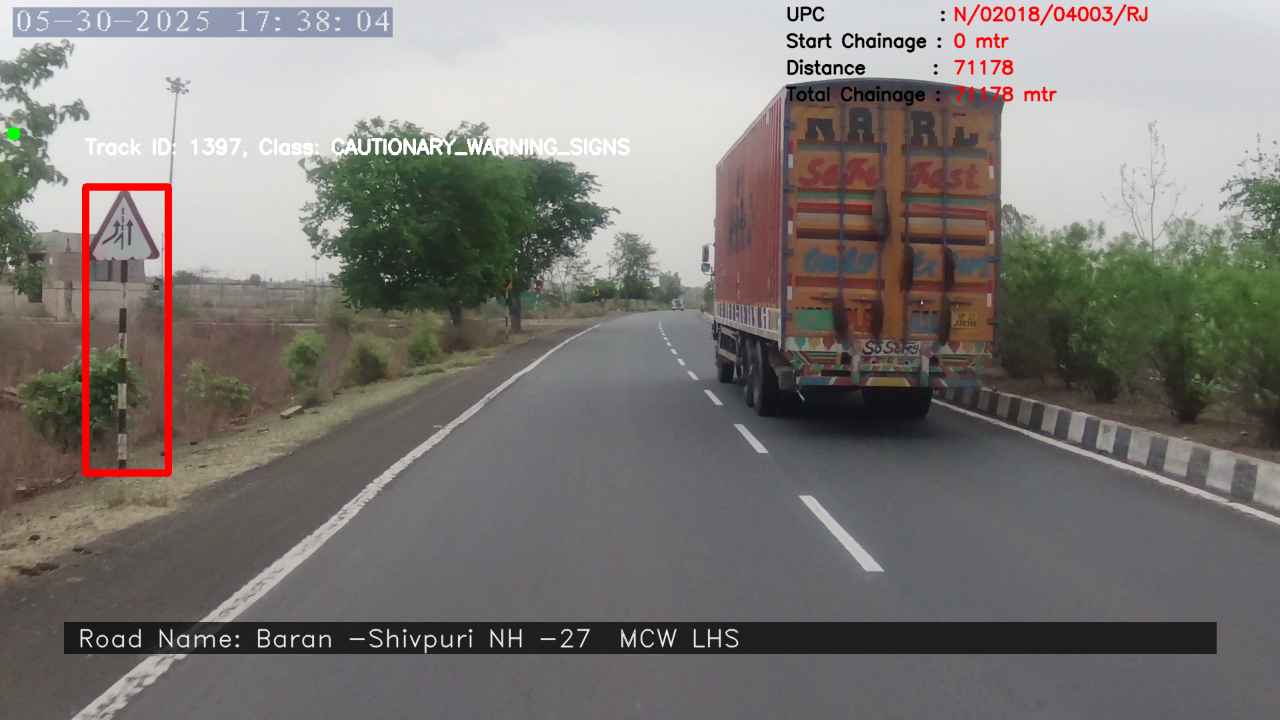 05-30-2025 17:38:04
UPC : N/02018/04003/RJ
Start Chainage : 0 mtr
Distance : 71178
Total Chainage : 71178 mtr
Track ID: 1397, Class: CAUTIONARY_WARNING_SIGNS
Safe Fast
Road Name: Baran -Shivpuri NH -27 MCW LHS